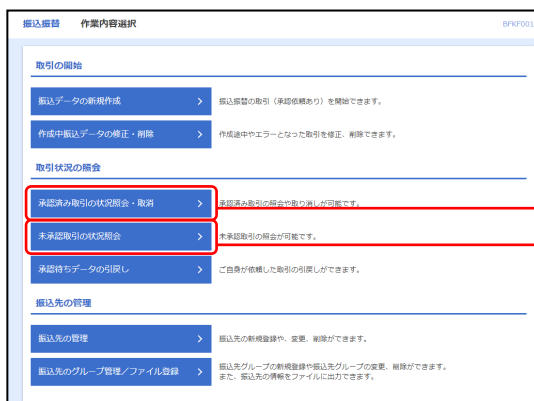 振込振替 作業内容選択 BFKF001
取引の開始
振込データの新規作成 振込振替の取引（承認依頼あり）を開始できます。
作成中振込データの修正・削除 作成途中やエラーとなった取引を修正、削除できます。
取引状況の照会
承認済み取引の状況照会・取消 承認済み取引の照会や取り消しが可能です。
未承認取引の状況照会 未承認取引の照会が可能です。
承認待ちデータの引戻し ご自身が依頼した取引の引戻しができます。
振込先の管理
振込先の管理 振込先の新規登録や、変更、削除ができます。
振込先のグループ管理／ファイル登録 振込先グループの新規登録や振込先グループの変更、削除ができます。
また、振込先の情報をファイルに出力できます。